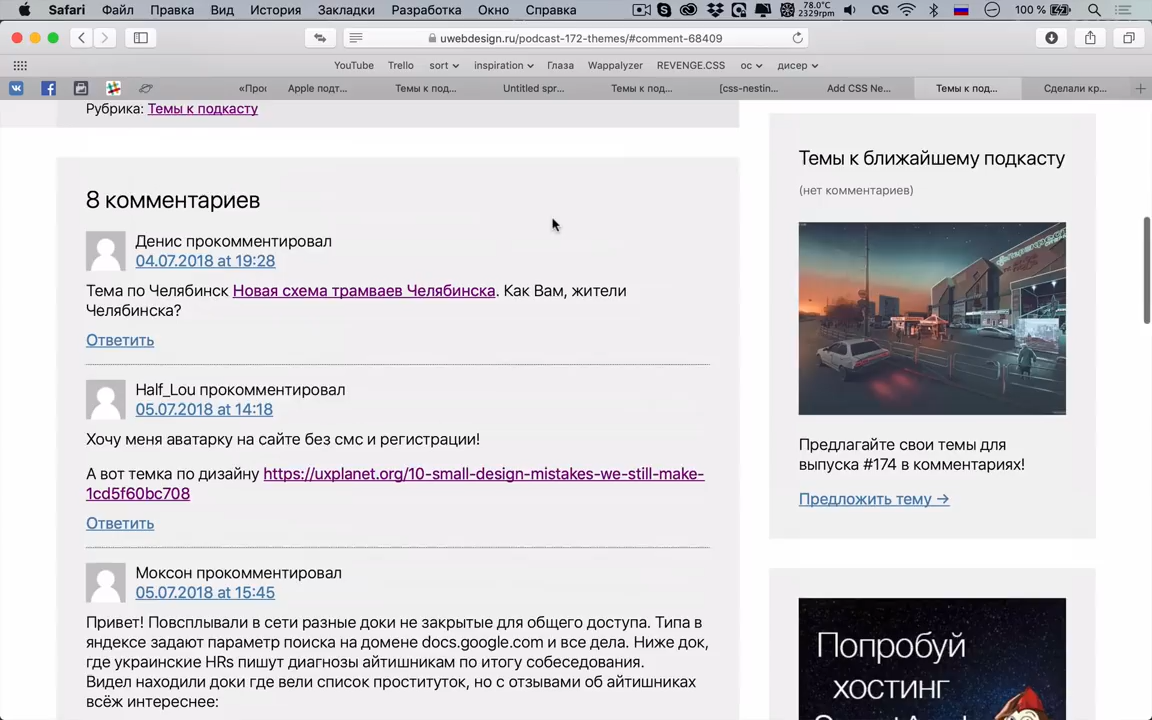 Safari Файл Правка Вид История Закладки Разработка Окно Справка
78.0°C
2329rpm
100 %
uwebdesign.ru/podcast-172-themes/#comment-68409
YouTube Trello sort inspiration Глаза Wappalyzer REVENGE.CSS ос дисер
«Прос Apple подт... Темы к под... Untitled spr... Темы к под... [css-nestin... Add CSS Ne... Темы к под... Сделали кр...
Рубрика: Темы к подкасту
8 комментариев
Денис прокомментировал
04.07.2018 at 19:28
Тема по Челябинск Новая схема трамваев Челябинска. Как Вам, жители
Челябинска?
Ответить
Half_Lou прокомментировал
05.07.2018 at 14:18
Хочу меня аватарку на сайте без смс и регистрации!
А вот темка по дизайну https://uxplanet.org/10-small-design-mistakes-we-still-make-
1cd5f60bc708
Ответить
Моксон прокомментировал
05.07.2018 at 15:45
Привет! Повсплывали в сети разные доки не закрытые для общего доступа. Типа в
яндексе задают параметр поиска на домене docs.google.com и все дела. Ниже док,
где украинские HRs пишут диагнозы айтишникам по итогу собеседования.
Видел находили доки где вели список проституток, но с отзывами об айтишниках
всёж интереснее:
Темы к ближайшему подкасту
(нет комментариев)
Предлагайте свои темы для
выпуска #174 в комментариях!
Предложить тему →
Попробуй
хостинг